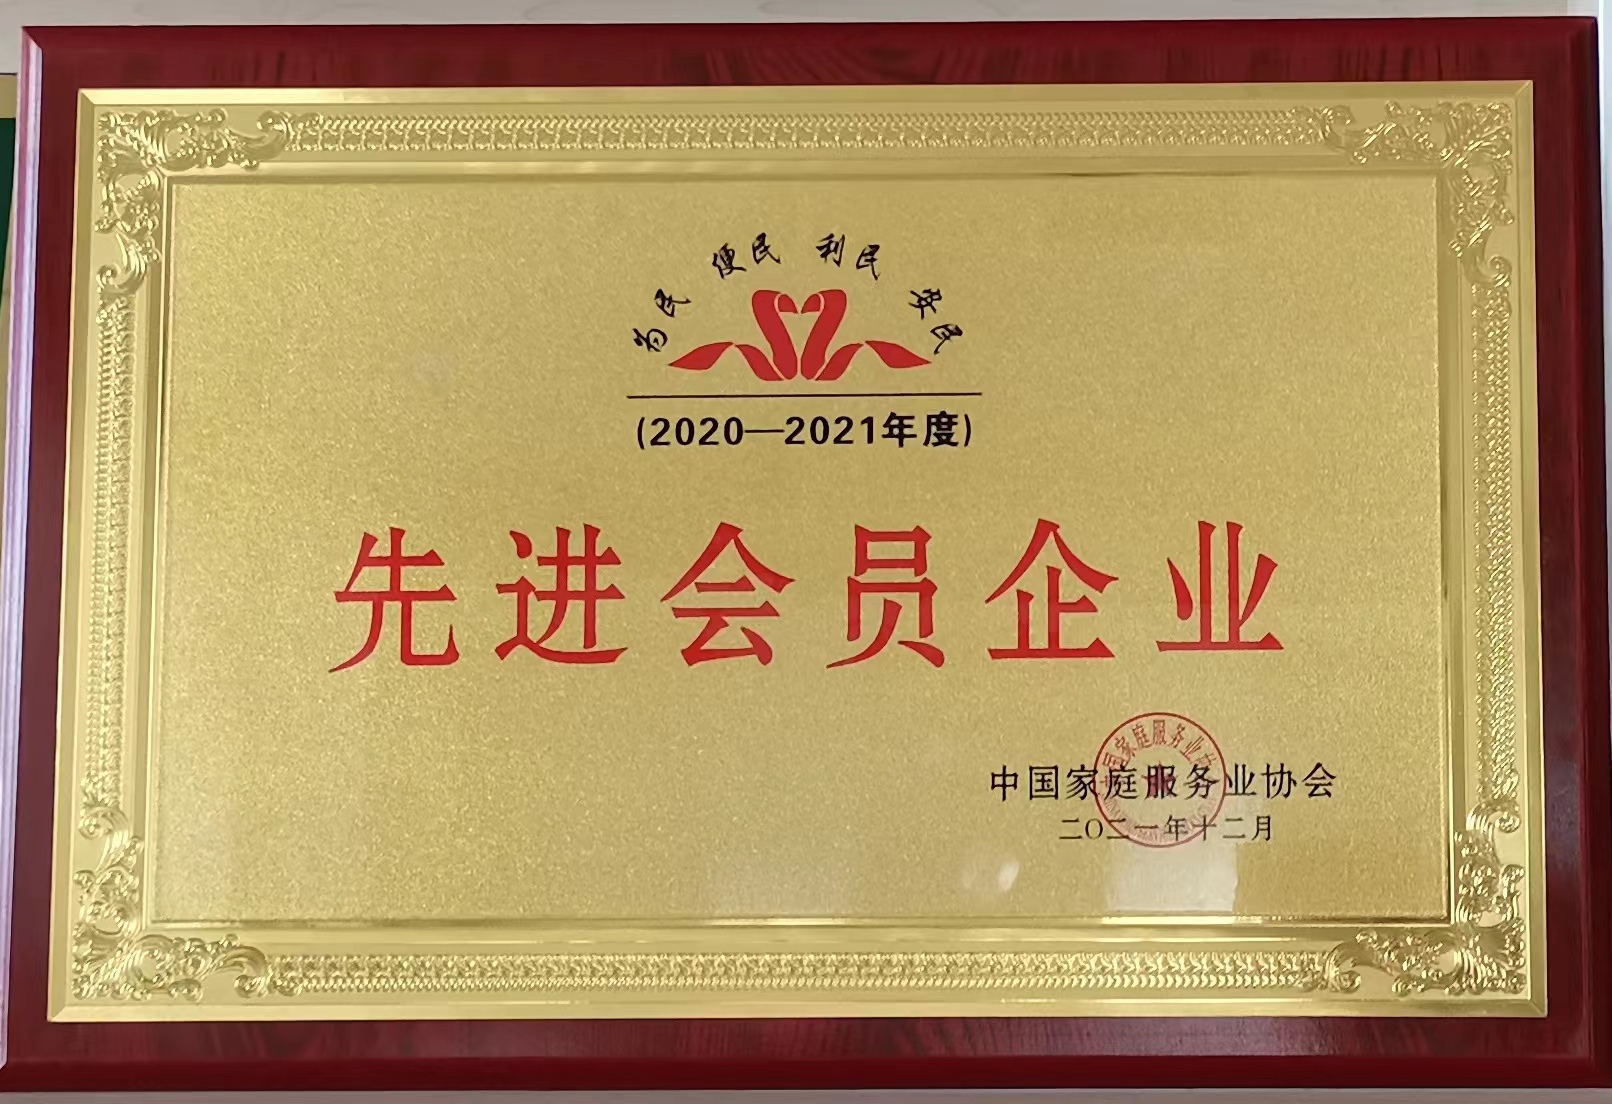 为民 便民 利民 安民
(2020—2021年度)
先进会员企业
中国家庭服务业协会
二〇二一年十二月